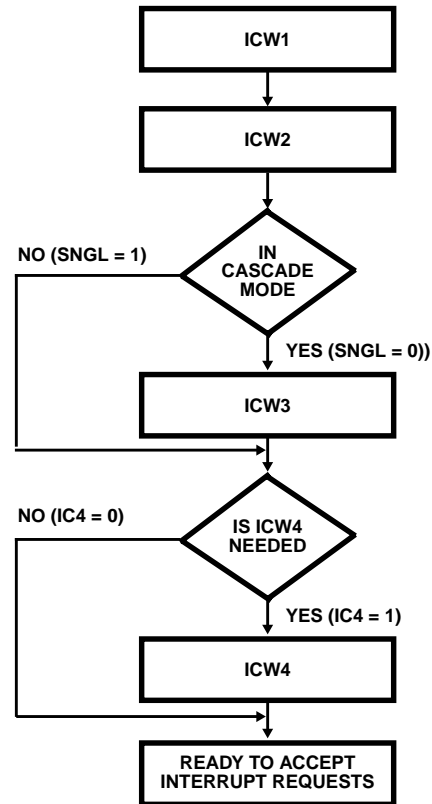 ICW1
ICW2
IN
CASCADE
MODE
NO (SNGL = 1)
YES (SNGL = 0))
ICW3
IS ICW4
NEEDED
NO (IC4 = 0)
YES (IC4 = 1)
ICW4
READY TO ACCEPT
INTERRUPT REQUESTS